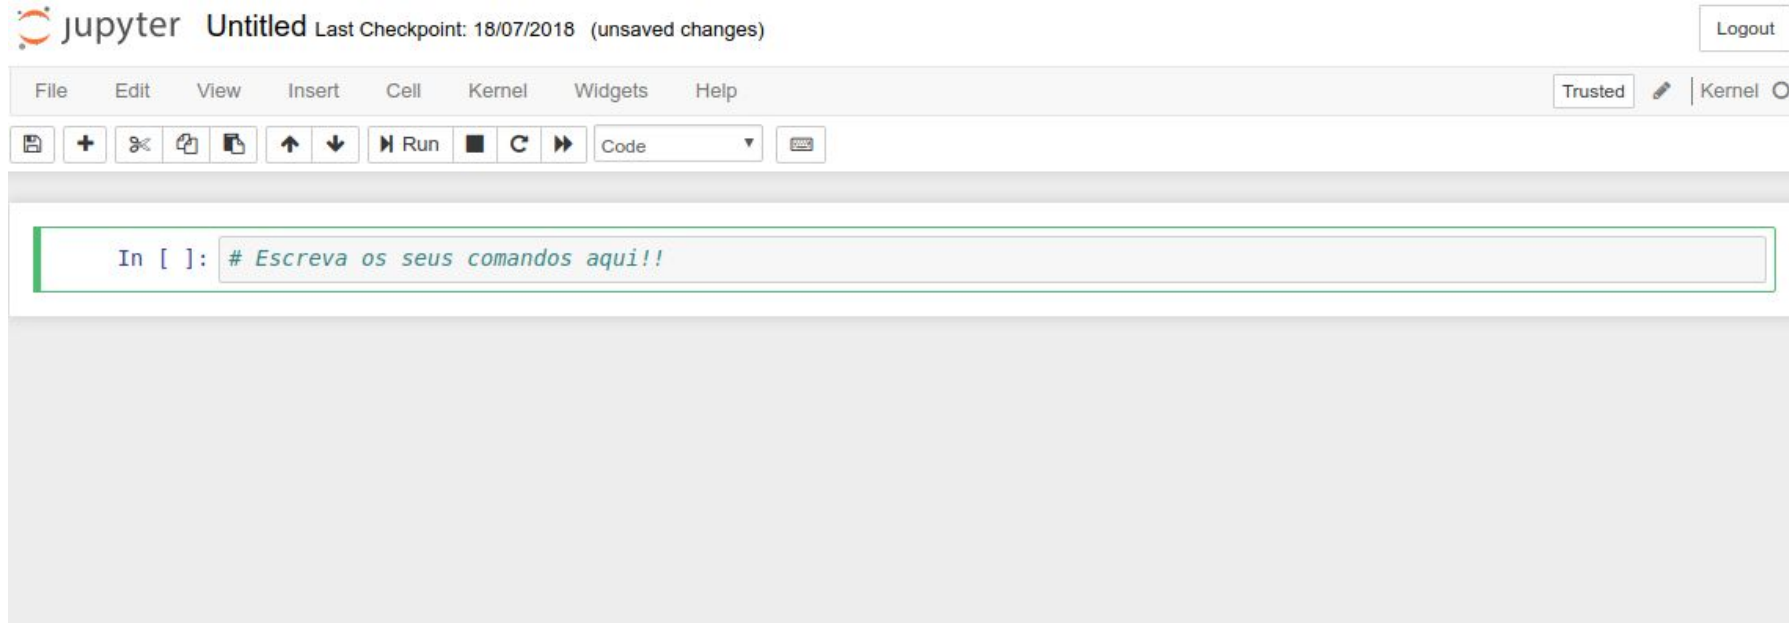 jupyter Untitled Last Checkpoint: 18/07/2018 (unsaved changes) Logout
File Edit View Insert Cell Kernel Widgets Help Trusted Kernel
Run Code
In [ ]: # Escreva os seus comandos aqui!!